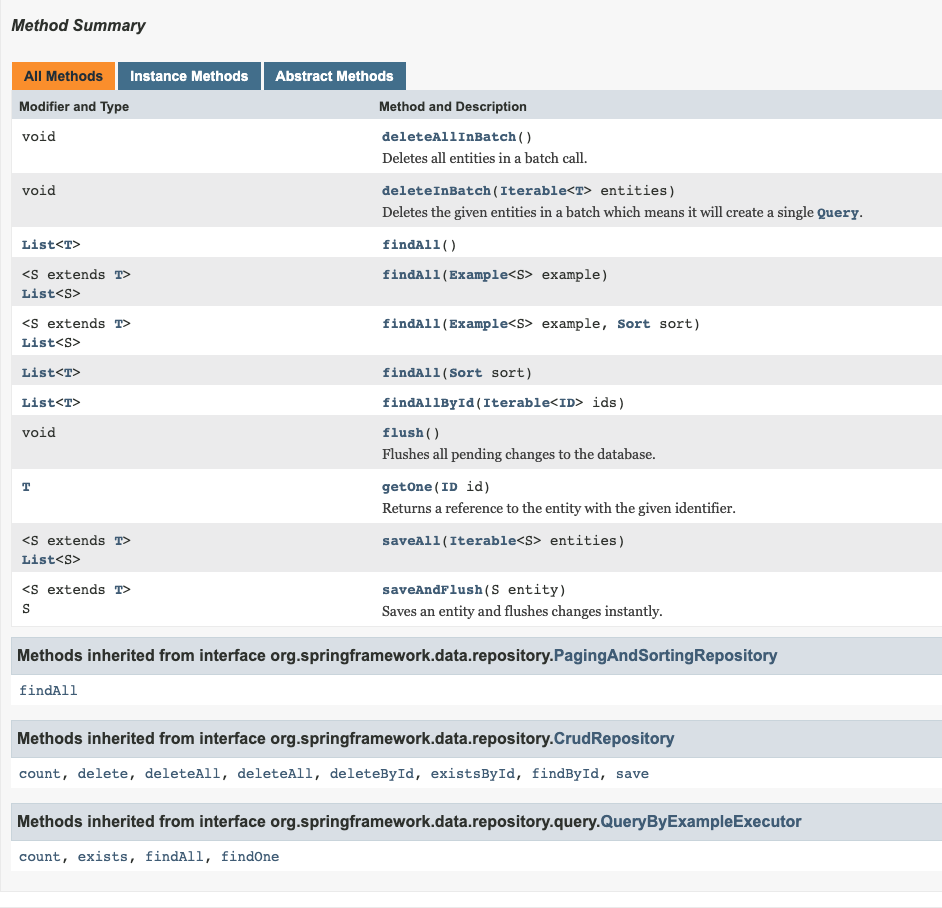 Method Summary
All Methods Instance Methods Abstract Methods
Modifier and Type Method and Description
void deleteAllInBatch()
Deletes all entities in a batch call.
void deleteInBatch(Iterable<T> entities)
Deletes the given entities in a batch which means it will create a single Query.
List<T> findAll()
<S extends T> findAll(Example<S> example)
List<S>
<S extends T> findAll(Example<S> example, Sort sort)
List<S>
List<T> findAll(Sort sort)
List<T> findAllById(Iterable<ID> ids)
void flush()
Flushes all pending changes to the database.
T getOne(ID id)
Returns a reference to the entity with the given identifier.
<S extends T> saveAll(Iterable<S> entities)
List<S>
<S extends T> saveAndFlush(S entity)
S Saves an entity and flushes changes instantly.
Methods inherited from interface org.springframework.data.repository.PagingAndSortingRepository
findAll
Methods inherited from interface org.springframework.data.repository.CrudRepository
count, delete, deleteAll, deleteAll, deleteById, existsById, findById, save
Methods inherited from interface org.springframework.data.repository.query.QueryByExampleExecutor
count, exists, findAll, findOne